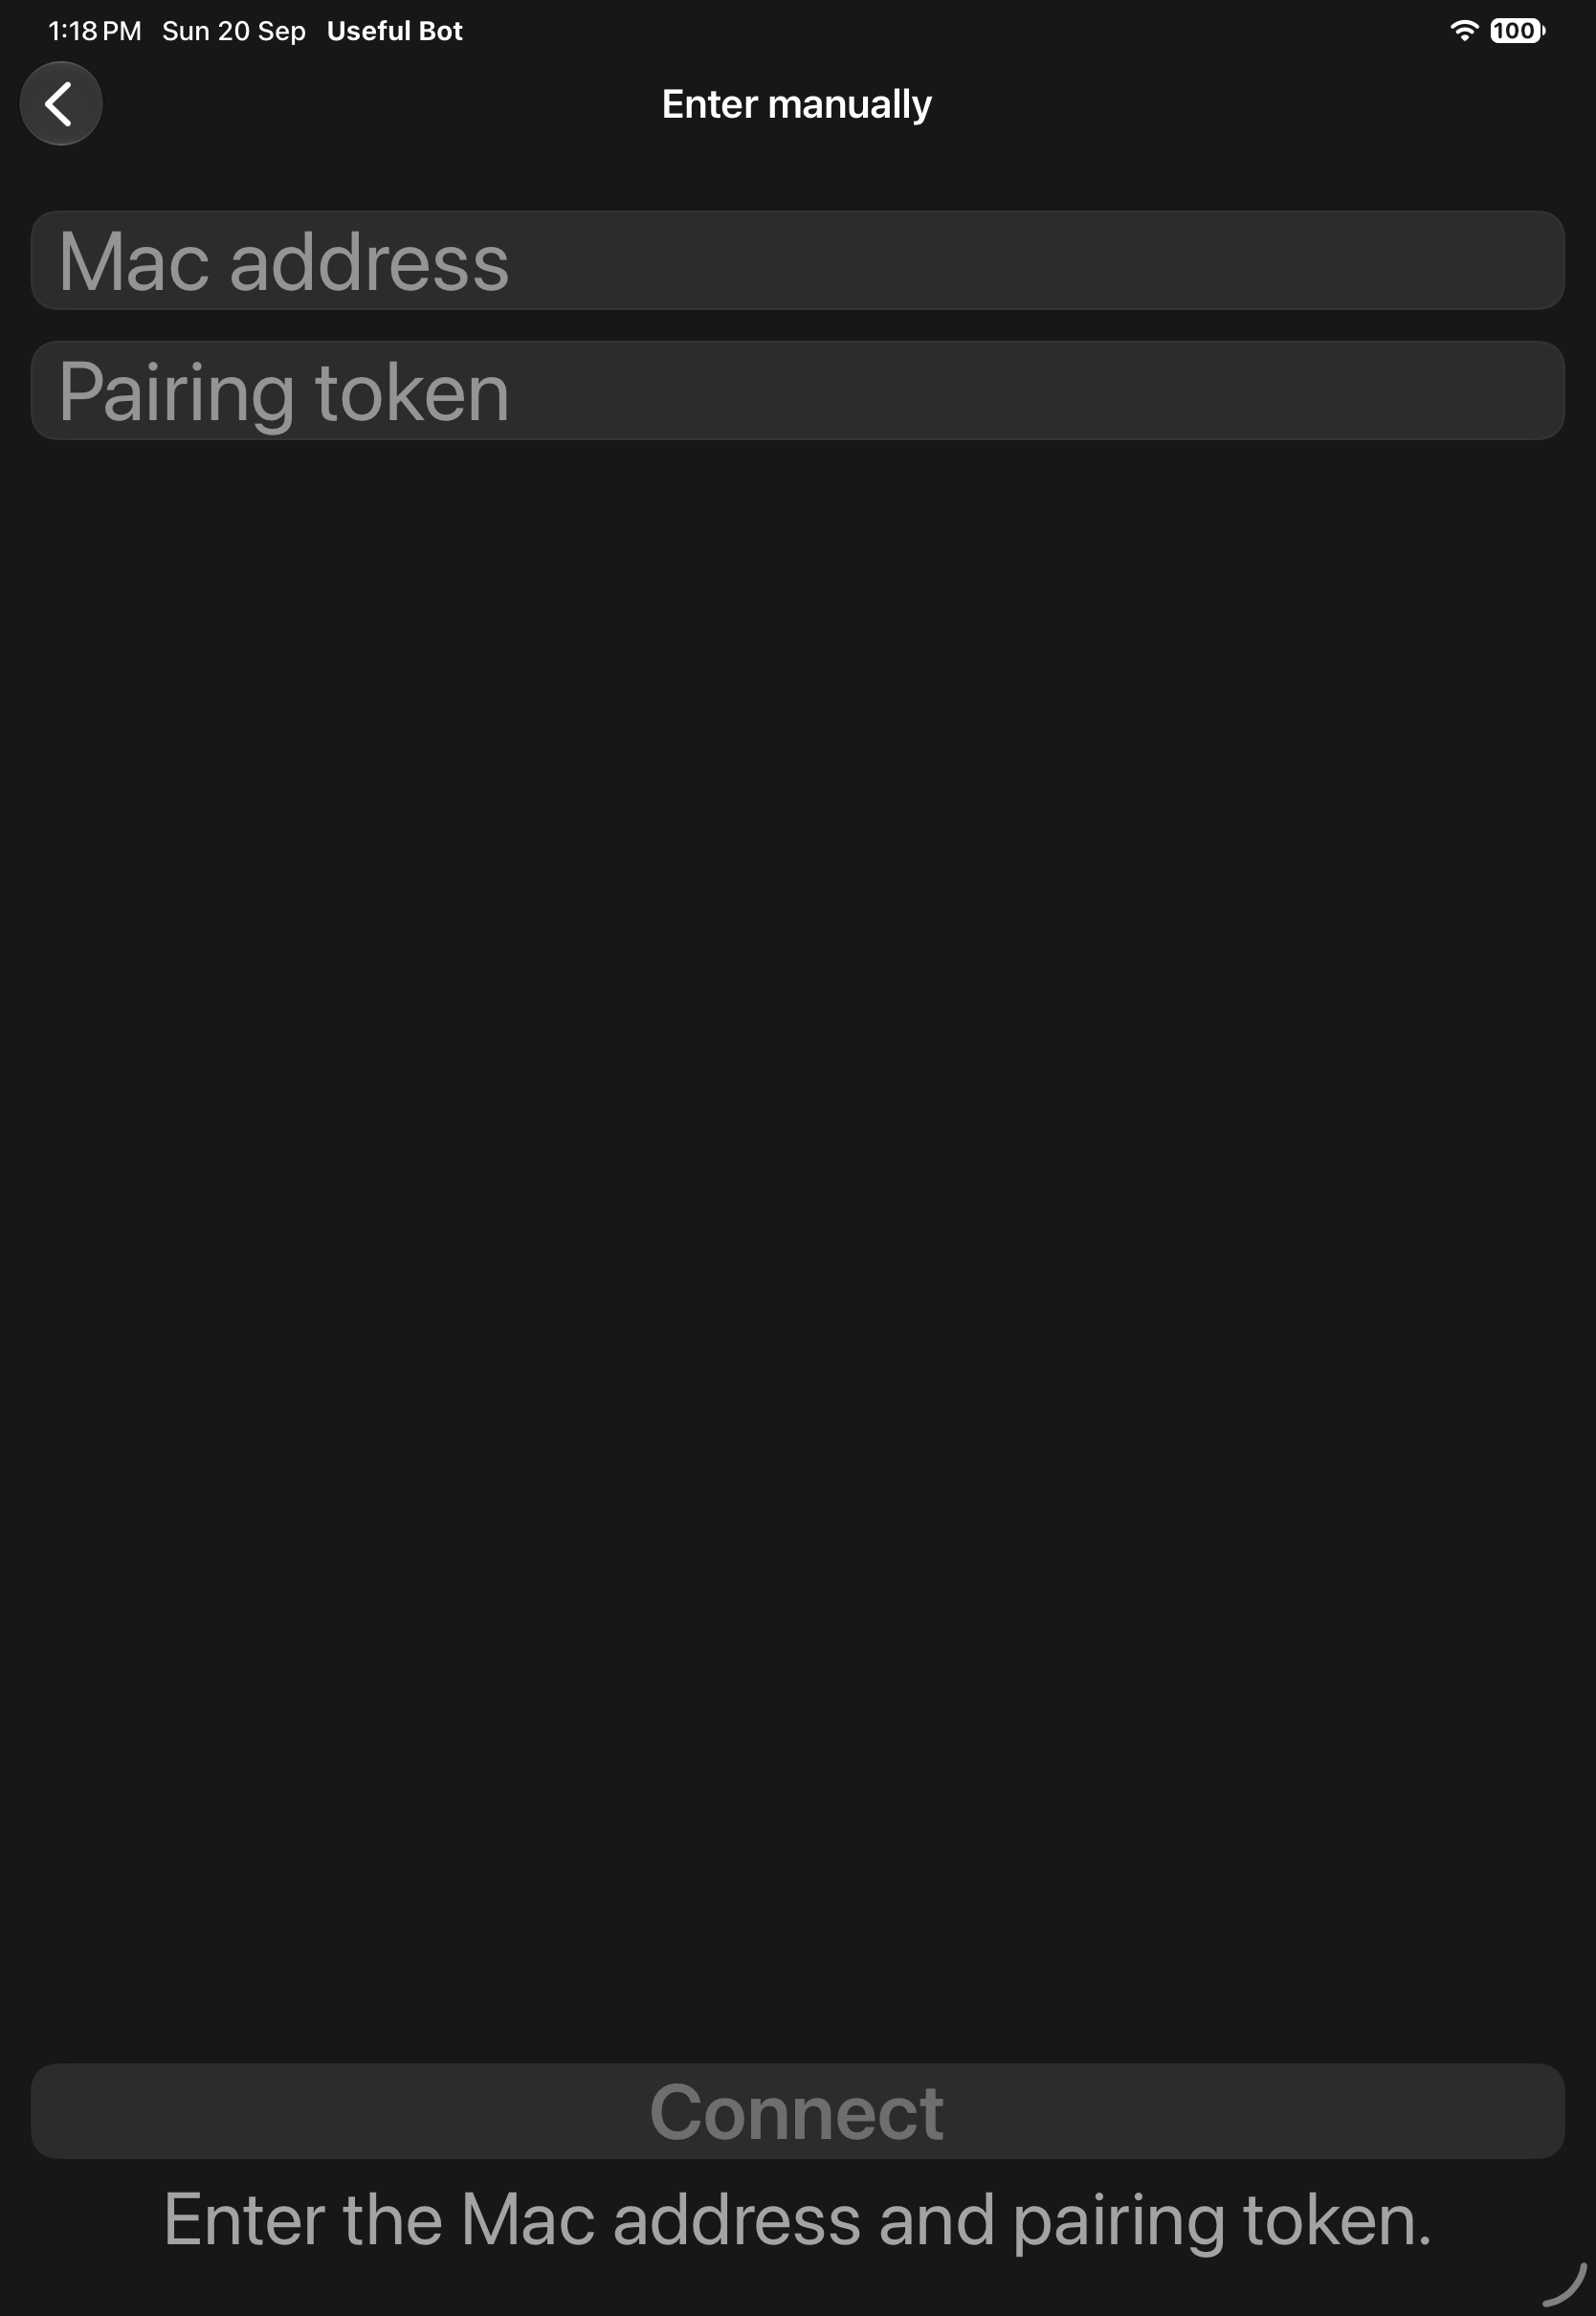 1:18 PM Sun 20 Sep Useful Bot 100
Enter manually
Mac address
Pairing token
Connect
Enter the Mac address and pairing token.